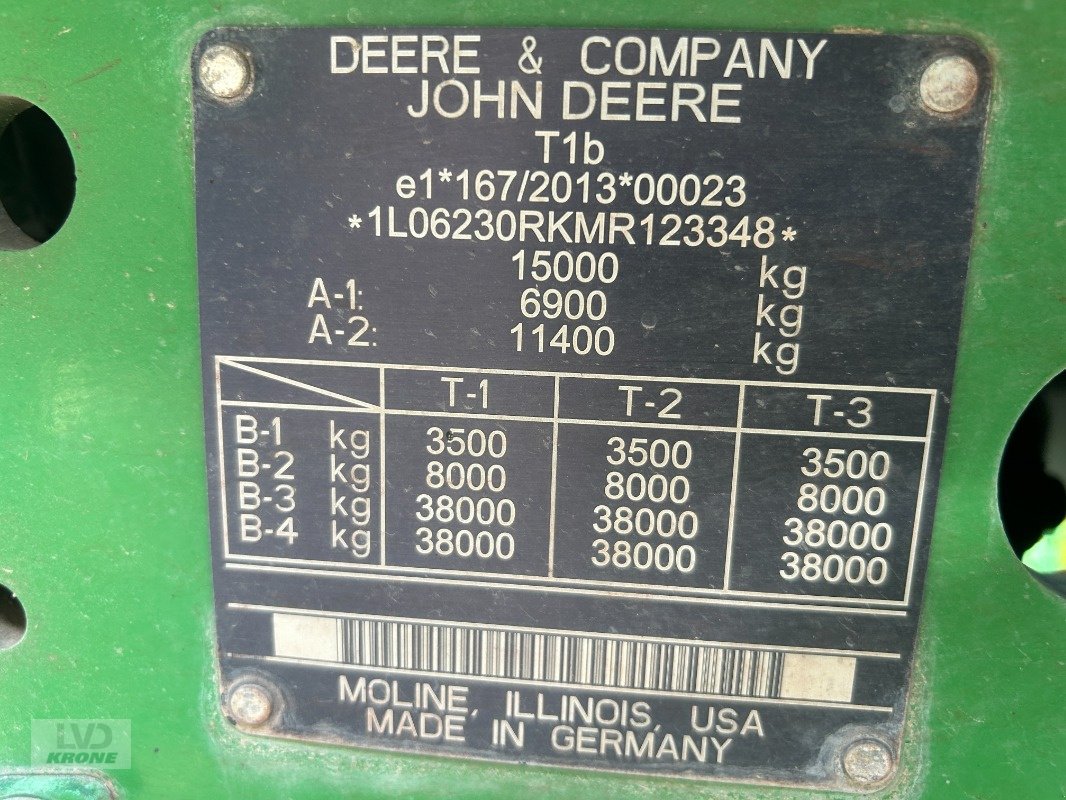 DEERE & COMPANY
JOHN DEERE
T1b
e1*167/2013*00023
*1L06230RKMR123348*
15000 kg
A-1: 6900 kg
A-2: 11400 kg
T-1 T-2 T-3
B-1 kg 3500 3500 3500
B-2 kg 8000 8000 8000
B-3 kg 38000 38000 38000
B-4 kg 38000 38000 38000
MOLINE, ILLINOIS, USA
MADE IN GERMANY
LVD
KRONE